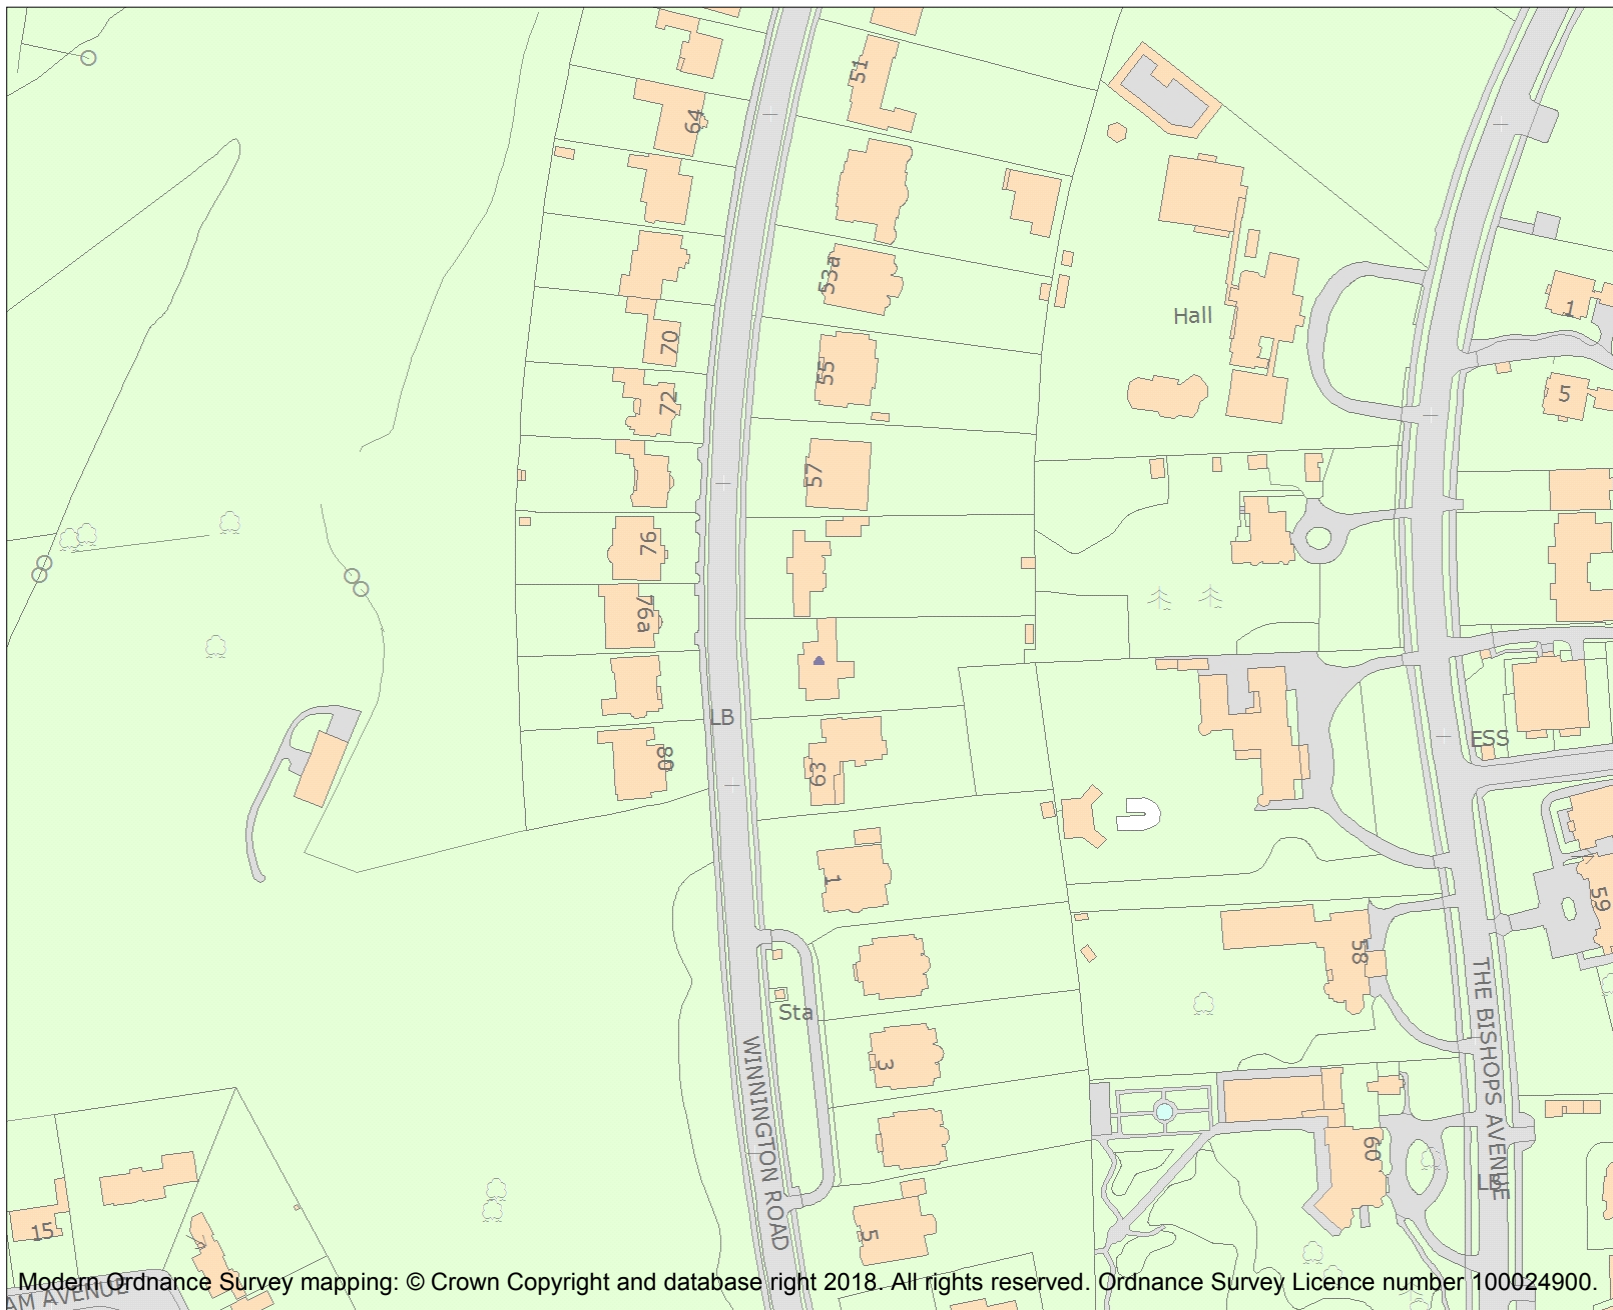 51
64
53a
1
Hall
70
55
72
5
57
76
76a
LB
ESS
80
63
1
59
58
Sta
3
WINNINGTON ROAD
THE BISHOPS AVENUE
60
LB
15
5
AM AVENUE
Modern Ordnance Survey mapping: © Crown Copyright and database right 2018. All rights reserved. Ordnance Survey Licence number 100024900.